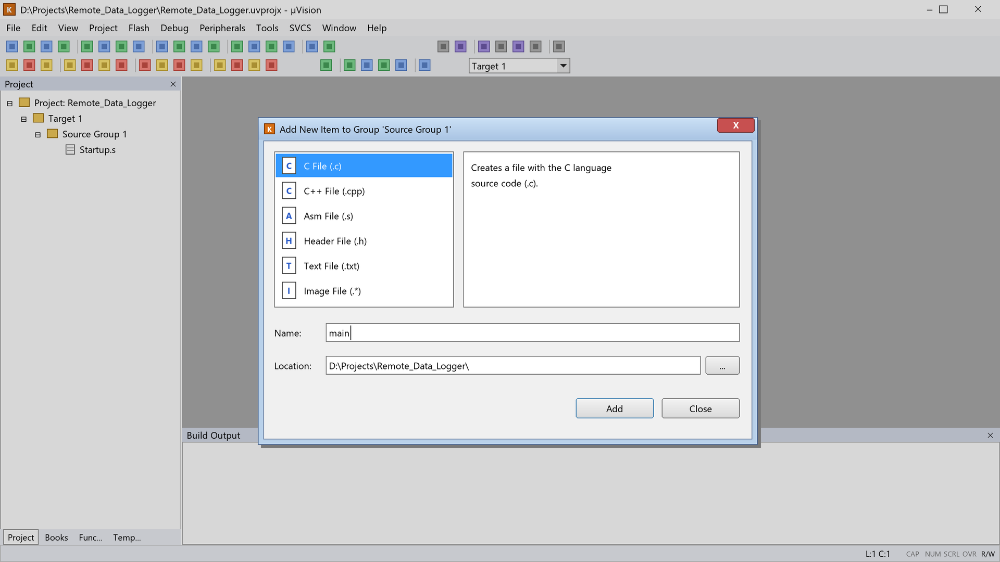 K D:\Projects\Remote_Data_Logger\Remote_Data_Logger.uvprojx - µVision
File Edit View Project Flash Debug Peripherals Tools SVCS Window Help
Target 1
Project
Project: Remote_Data_Logger
Target 1
Source Group 1
Startup.s
K Add New Item to Group 'Source Group 1' X
C C File (.c)
C C++ File (.cpp)
A Asm File (.s)
H Header File (.h)
T Text File (.txt)
I Image File (.*)
Creates a file with the C language
source code (.c).
Name: main
Location: D:\Projects\Remote_Data_Logger\ ...
Add Close
Build Output
Project Books Func... Temp...
L:1 C:1 CAP NUM SCRL OVR R/W